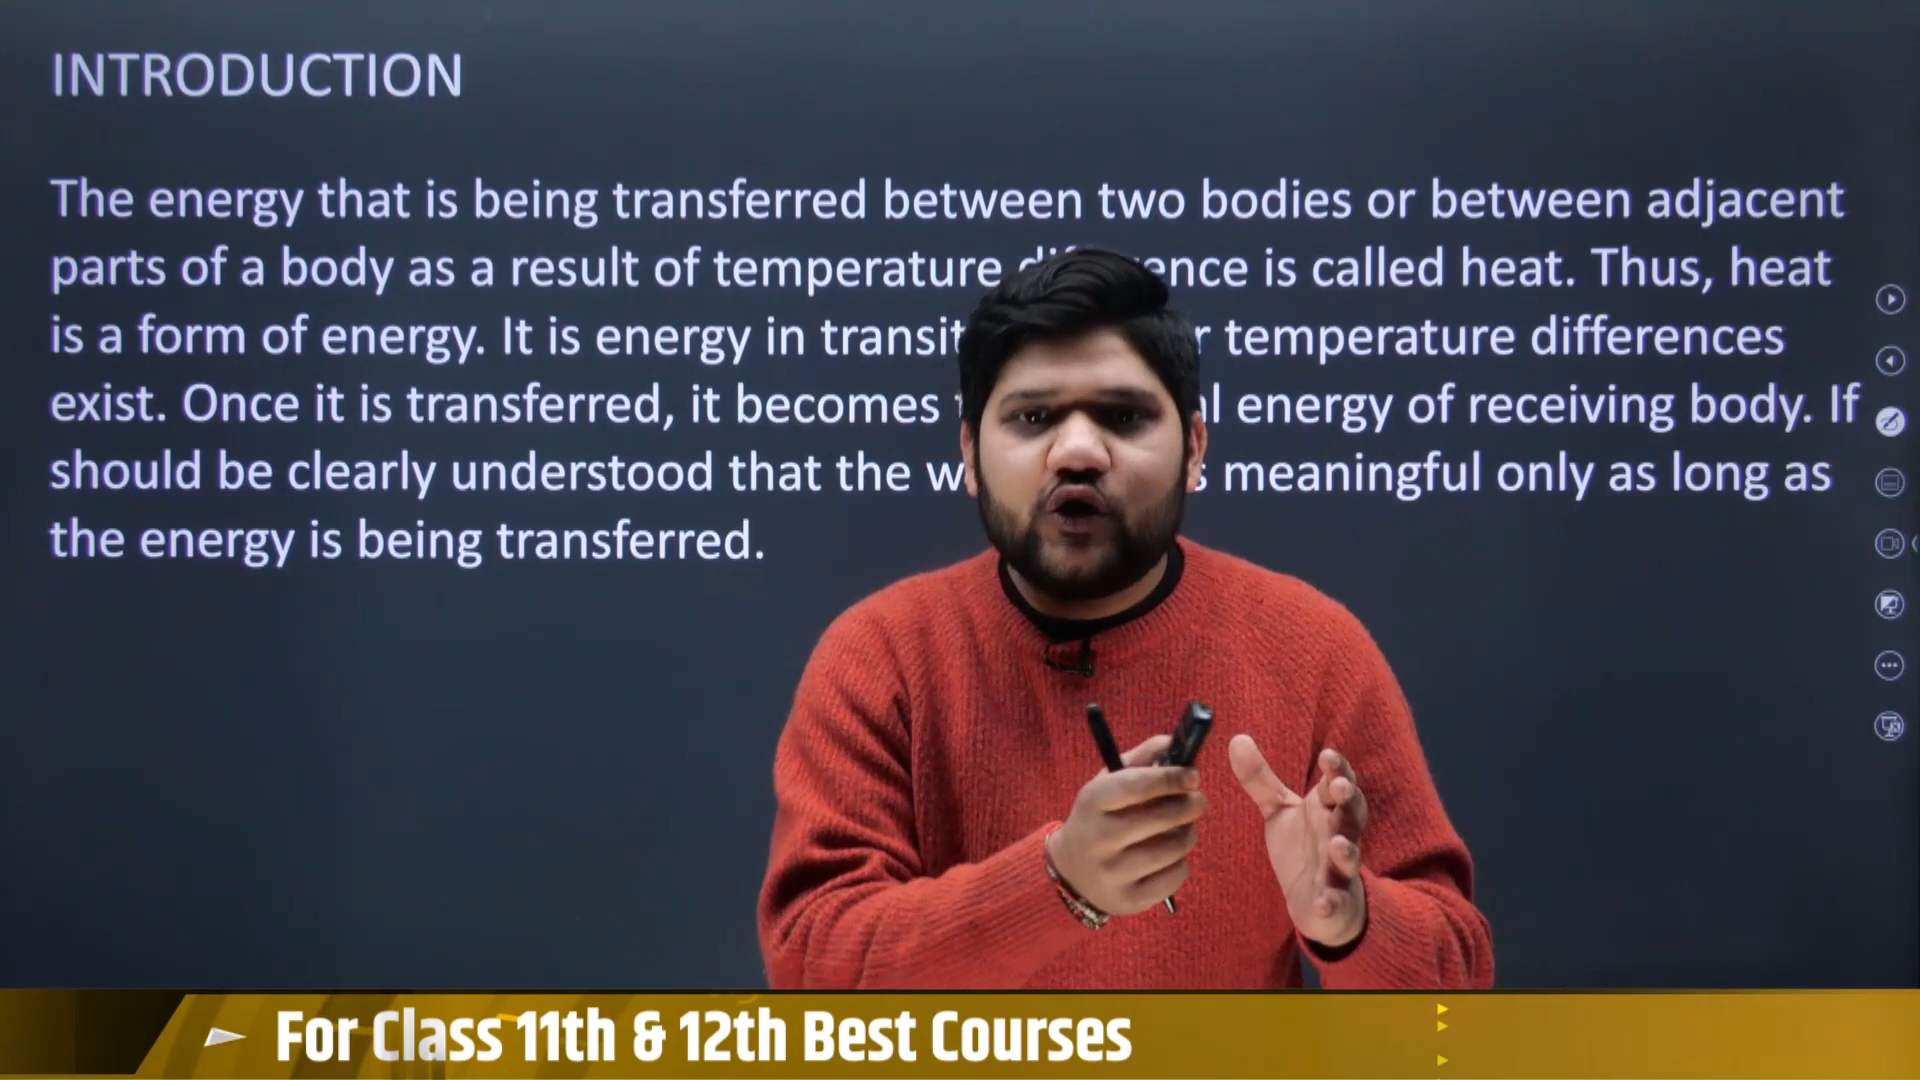 INTRODUCTION
The energy that is being transferred between two bodies or between adjacent
parts of a body as a result of temperature is called heat. Thus, heat
is a form of energy. It is energy in transit temperature differences
exist. Once it is transferred, it becomes energy of receiving body. If
should be clearly understood that the meaningful only as long as
the energy is being transferred.
For Class 11th & 12th Best Courses